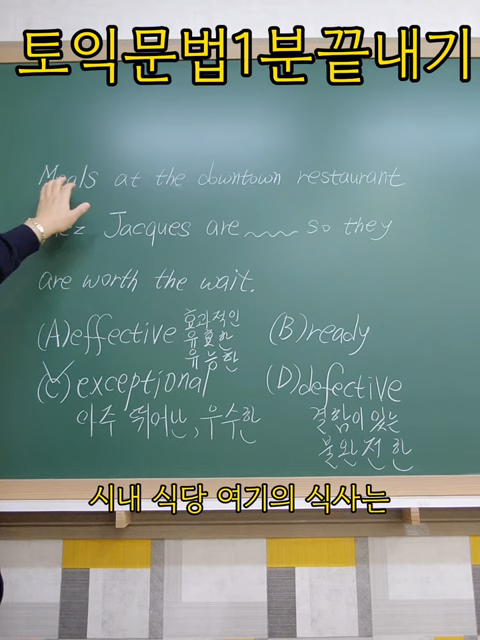 토익문법1분끝내기
Meals at the downtown restaurant
Jacques are so they
are worth the wait.
(A) effective 효과적인
유효한
유능한
(B) ready
(C) exceptional
아주 뛰어난, 우수한
(D) defective
결함이 있는
불완전한
시내 식당 여기의 식사는